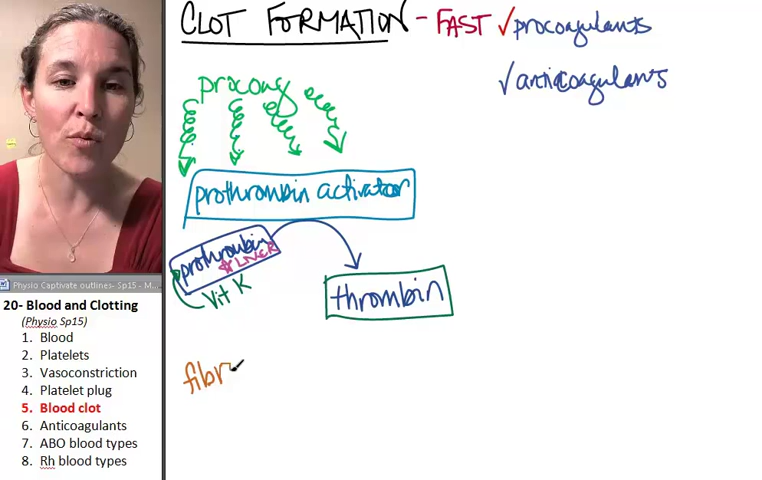 CLOT FORMATION - FAST ✓procoagulants
✓anticoagulants
procoag
prothrombin activator
prothrombin
*LIVER
Vit K
thrombin
fibr
Physio Captivate outlines- Sp15 - M...
20- Blood and Clotting
(Physio Sp15)
1. Blood
2. Platelets
3. Vasoconstriction
4. Platelet plug
5. Blood clot
6. Anticoagulants
7. ABO blood types
8. Rh blood types